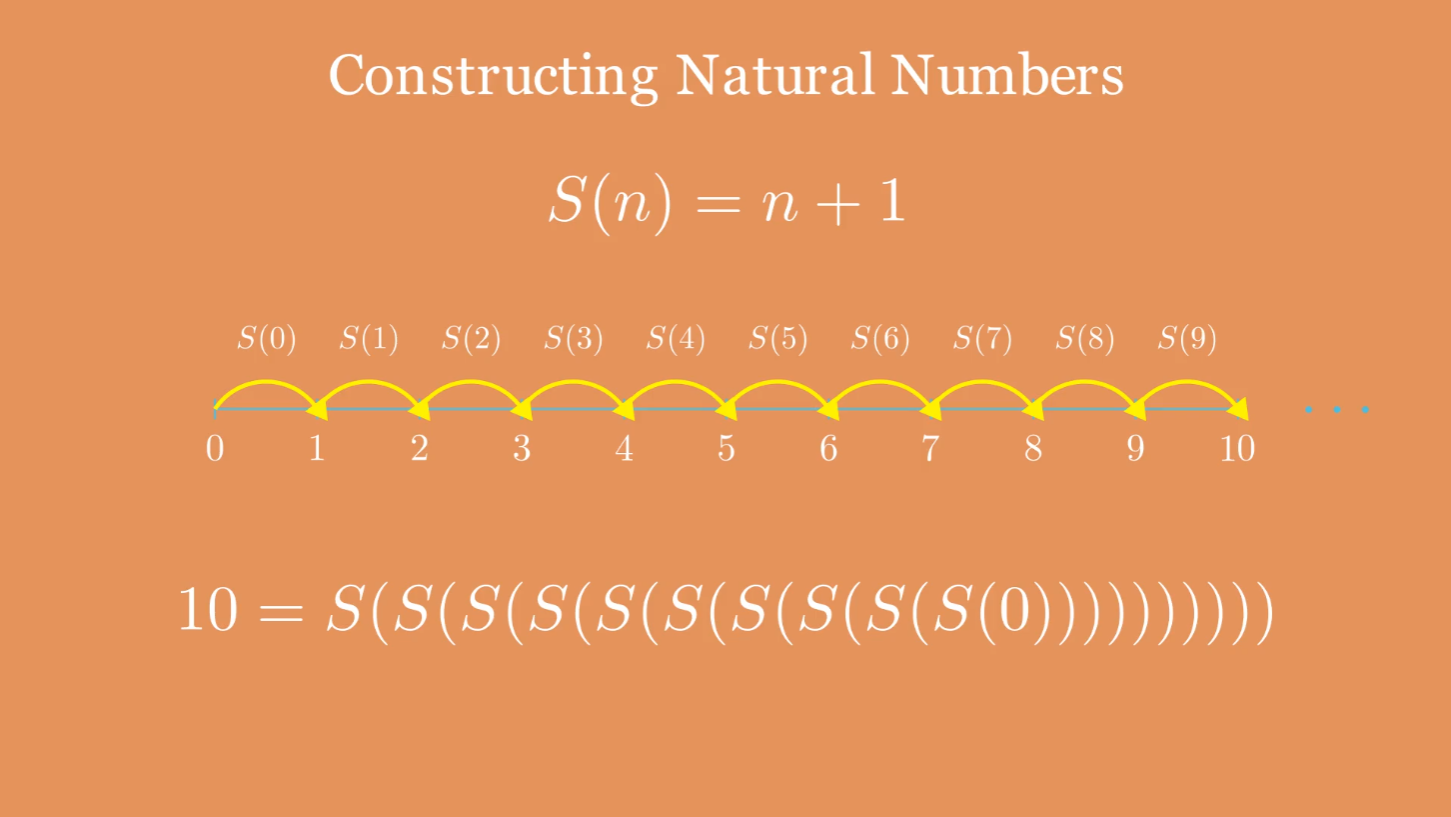 Constructing Natural Numbers
S(n) = n + 1
S(0) S(1) S(2) S(3) S(4) S(5) S(6) S(7) S(8) S(9)
0 1 2 3 4 5 6 7 8 9 10 . . .
10 = S(S(S(S(S(S(S(S(S(S(0))))))))))